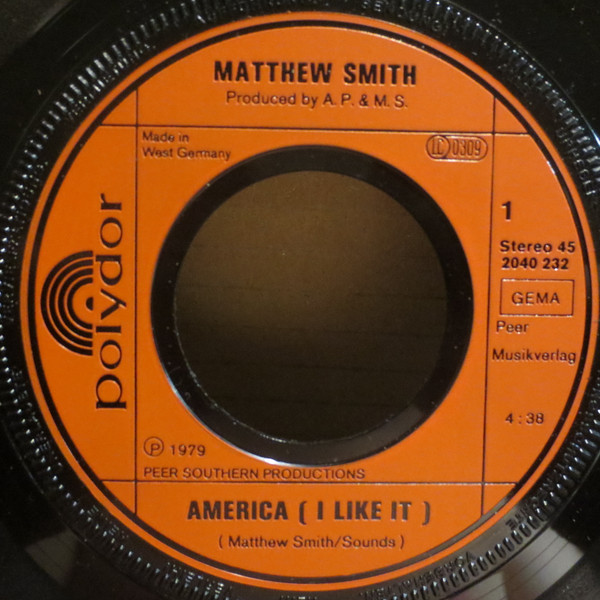 MATTHEW SMITH
Produced by A.P. & M.S.
Made in
West Germany
LC 0309
polydor
1
Stereo 45
2040 232
GEMA
Peer
Musikverlag
4:38
Ⓟ 1979
PEER SOUTHERN PRODUCTIONS
AMERICA ( I LIKE IT )
( Matthew Smith/Sounds )